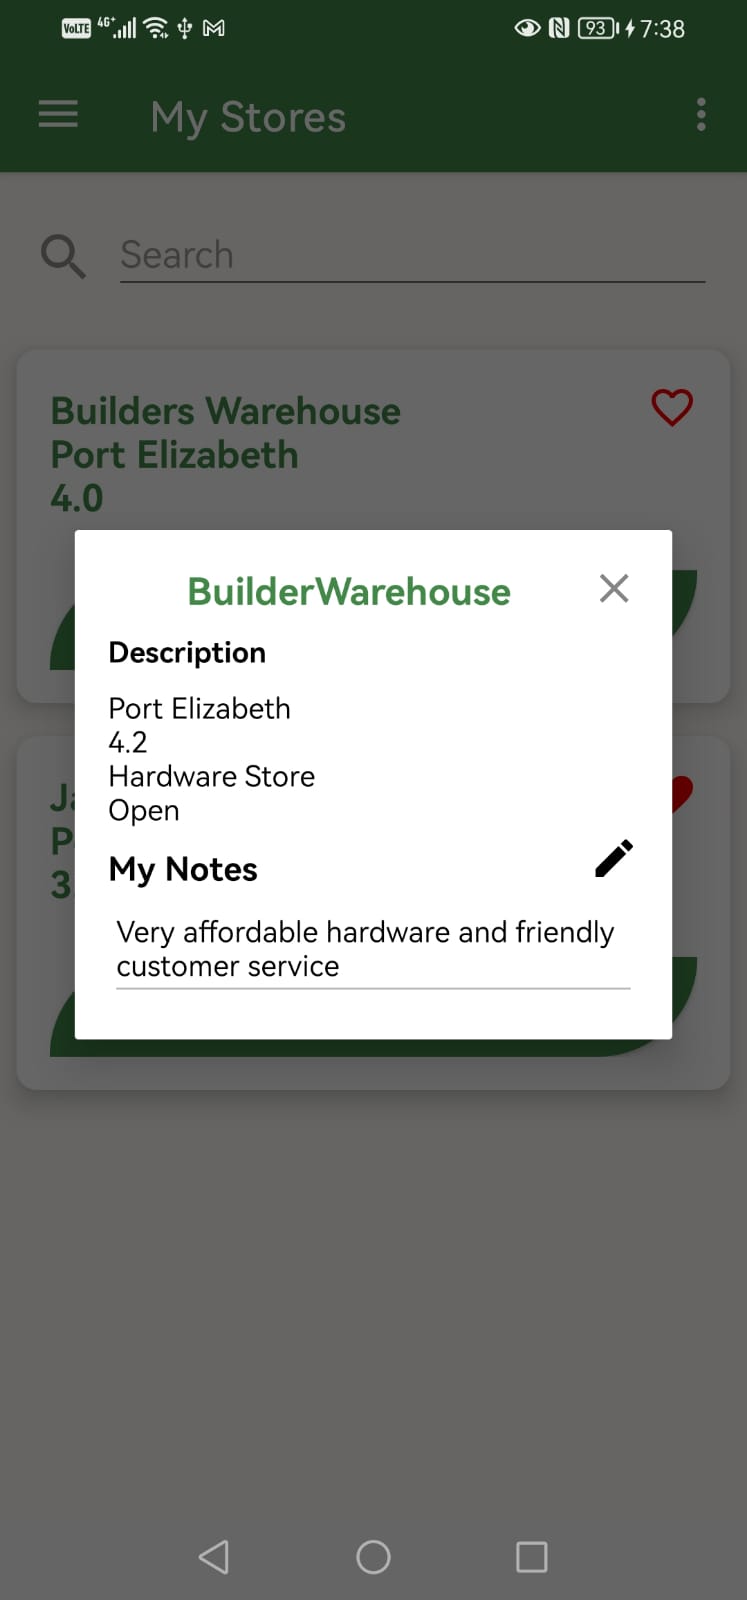 VoLTE 4G+ 93 7:38
My Stores
Search
Builders Warehouse
Port Elizabeth
4.0
BuilderWarehouse
Description
Port Elizabeth
4.2
Hardware Store
Open
My Notes
Very affordable hardware and friendly
customer service